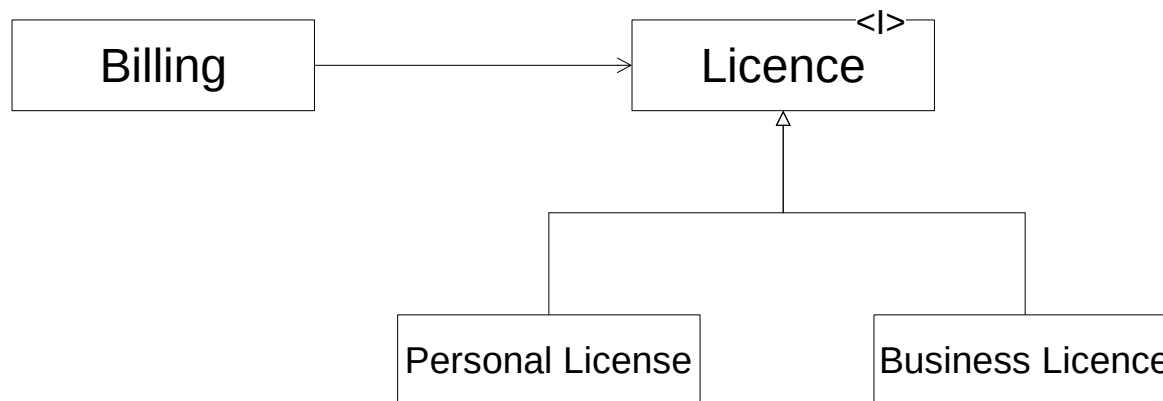 <I>
Billing
Licence
Personal License
Business Licence